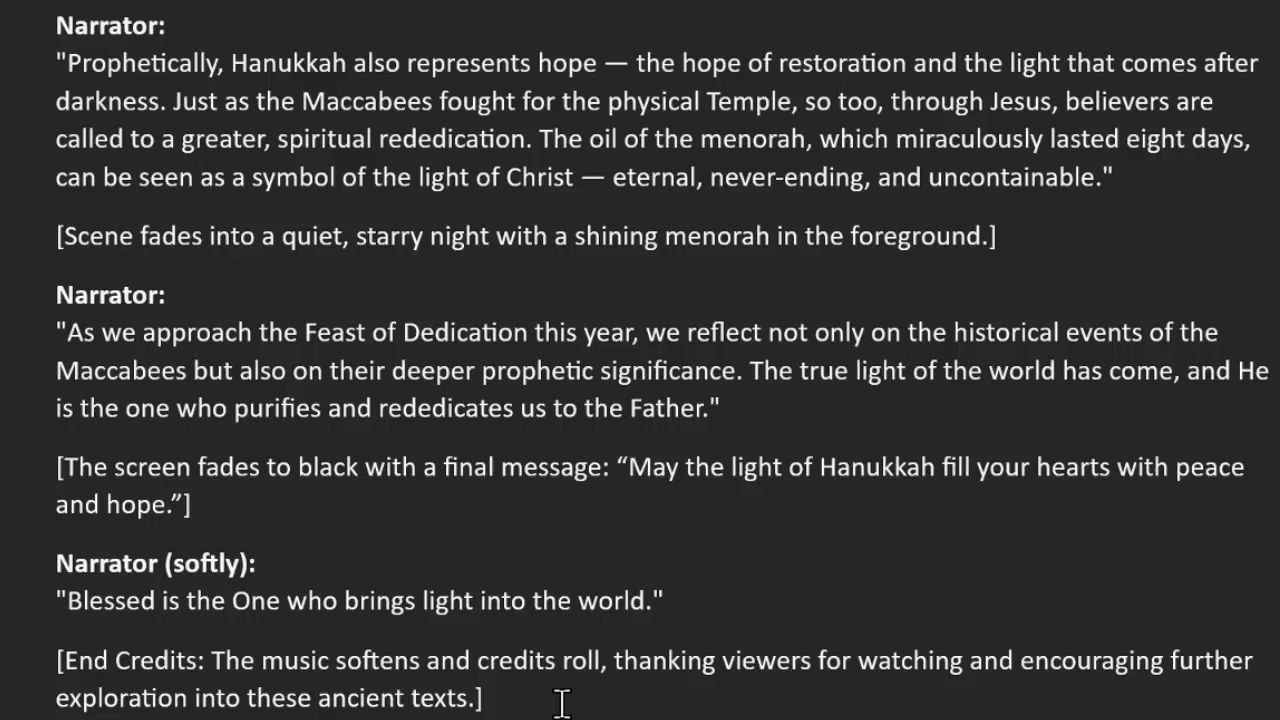 Narrator:
"Prophetically, Hanukkah also represents hope — the hope of restoration and the light that comes after
darkness. Just as the Maccabees fought for the physical Temple, so too, through Jesus, believers are
called to a greater, spiritual rededication. The oil of the menorah, which miraculously lasted eight days,
can be seen as a symbol of the light of Christ — eternal, never-ending, and uncontainable."
[Scene fades into a quiet, starry night with a shining menorah in the foreground.]
Narrator:
"As we approach the Feast of Dedication this year, we reflect not only on the historical events of the
Maccabees but also on their deeper prophetic significance. The true light of the world has come, and He
is the one who purifies and rededicates us to the Father."
[The screen fades to black with a final message: “May the light of Hanukkah fill your hearts with peace
and hope.”]
Narrator (softly):
"Blessed is the One who brings light into the world."
[End Credits: The music softens and credits roll, thanking viewers for watching and encouraging further
exploration into these ancient texts.]